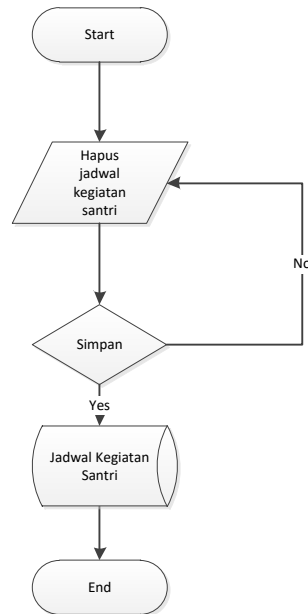 Start
Hapus
jadwal
kegiatan
santri
No
Simpan
Yes
Jadwal Kegiatan
Santri
End